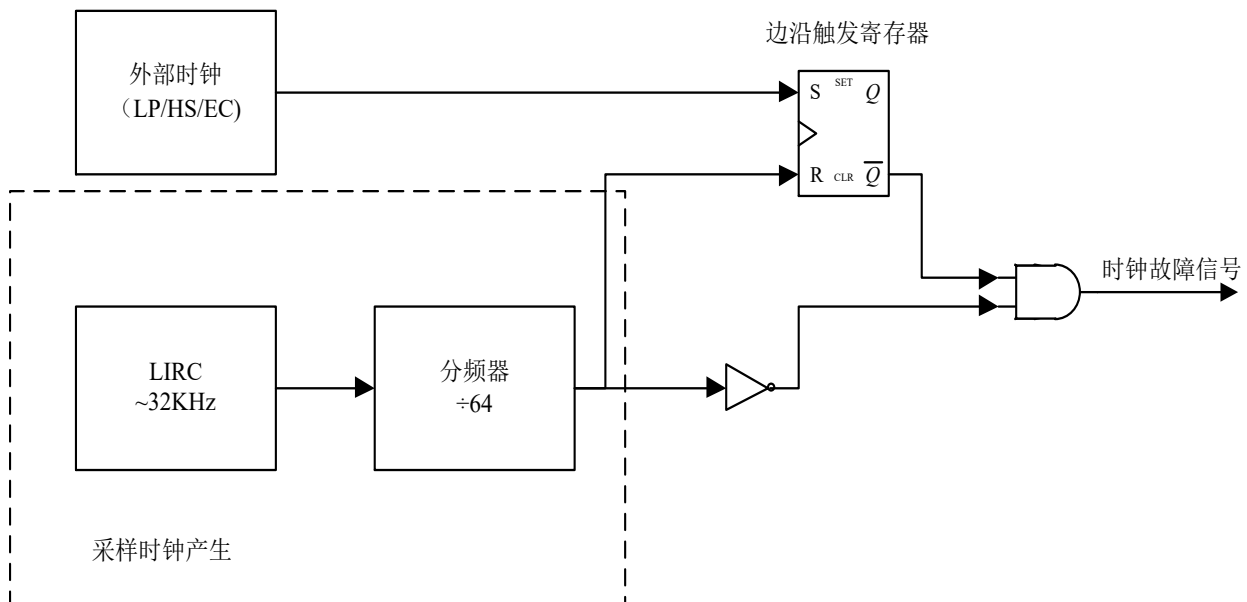 边沿触发寄存器
外部时钟
（LP/HS/EC)
S SET Q
R CLR Q̅
时钟故障信号
LIRC
~32KHz
分频器
÷64
采样时钟产生